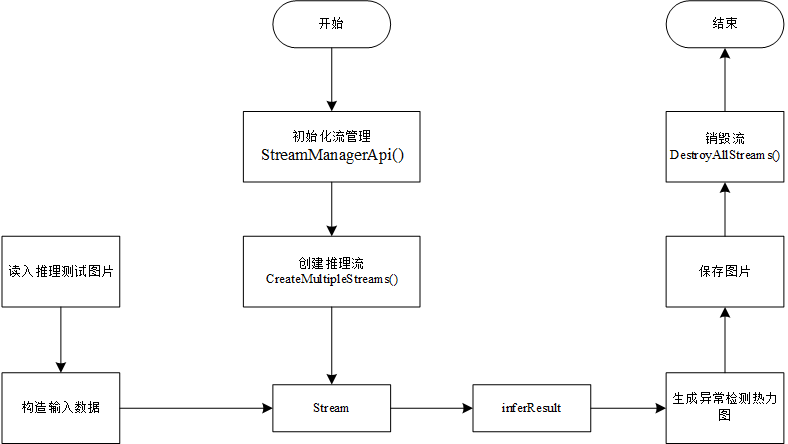 开始
结束
初始化流管理
StreamManagerApi()
销毁流
DestroyAllStreams()
读入推理测试图片
创建推理流
CreateMultipleStreams()
保存图片
构造输入数据
Stream
inferResult
生成异常检测热力
图